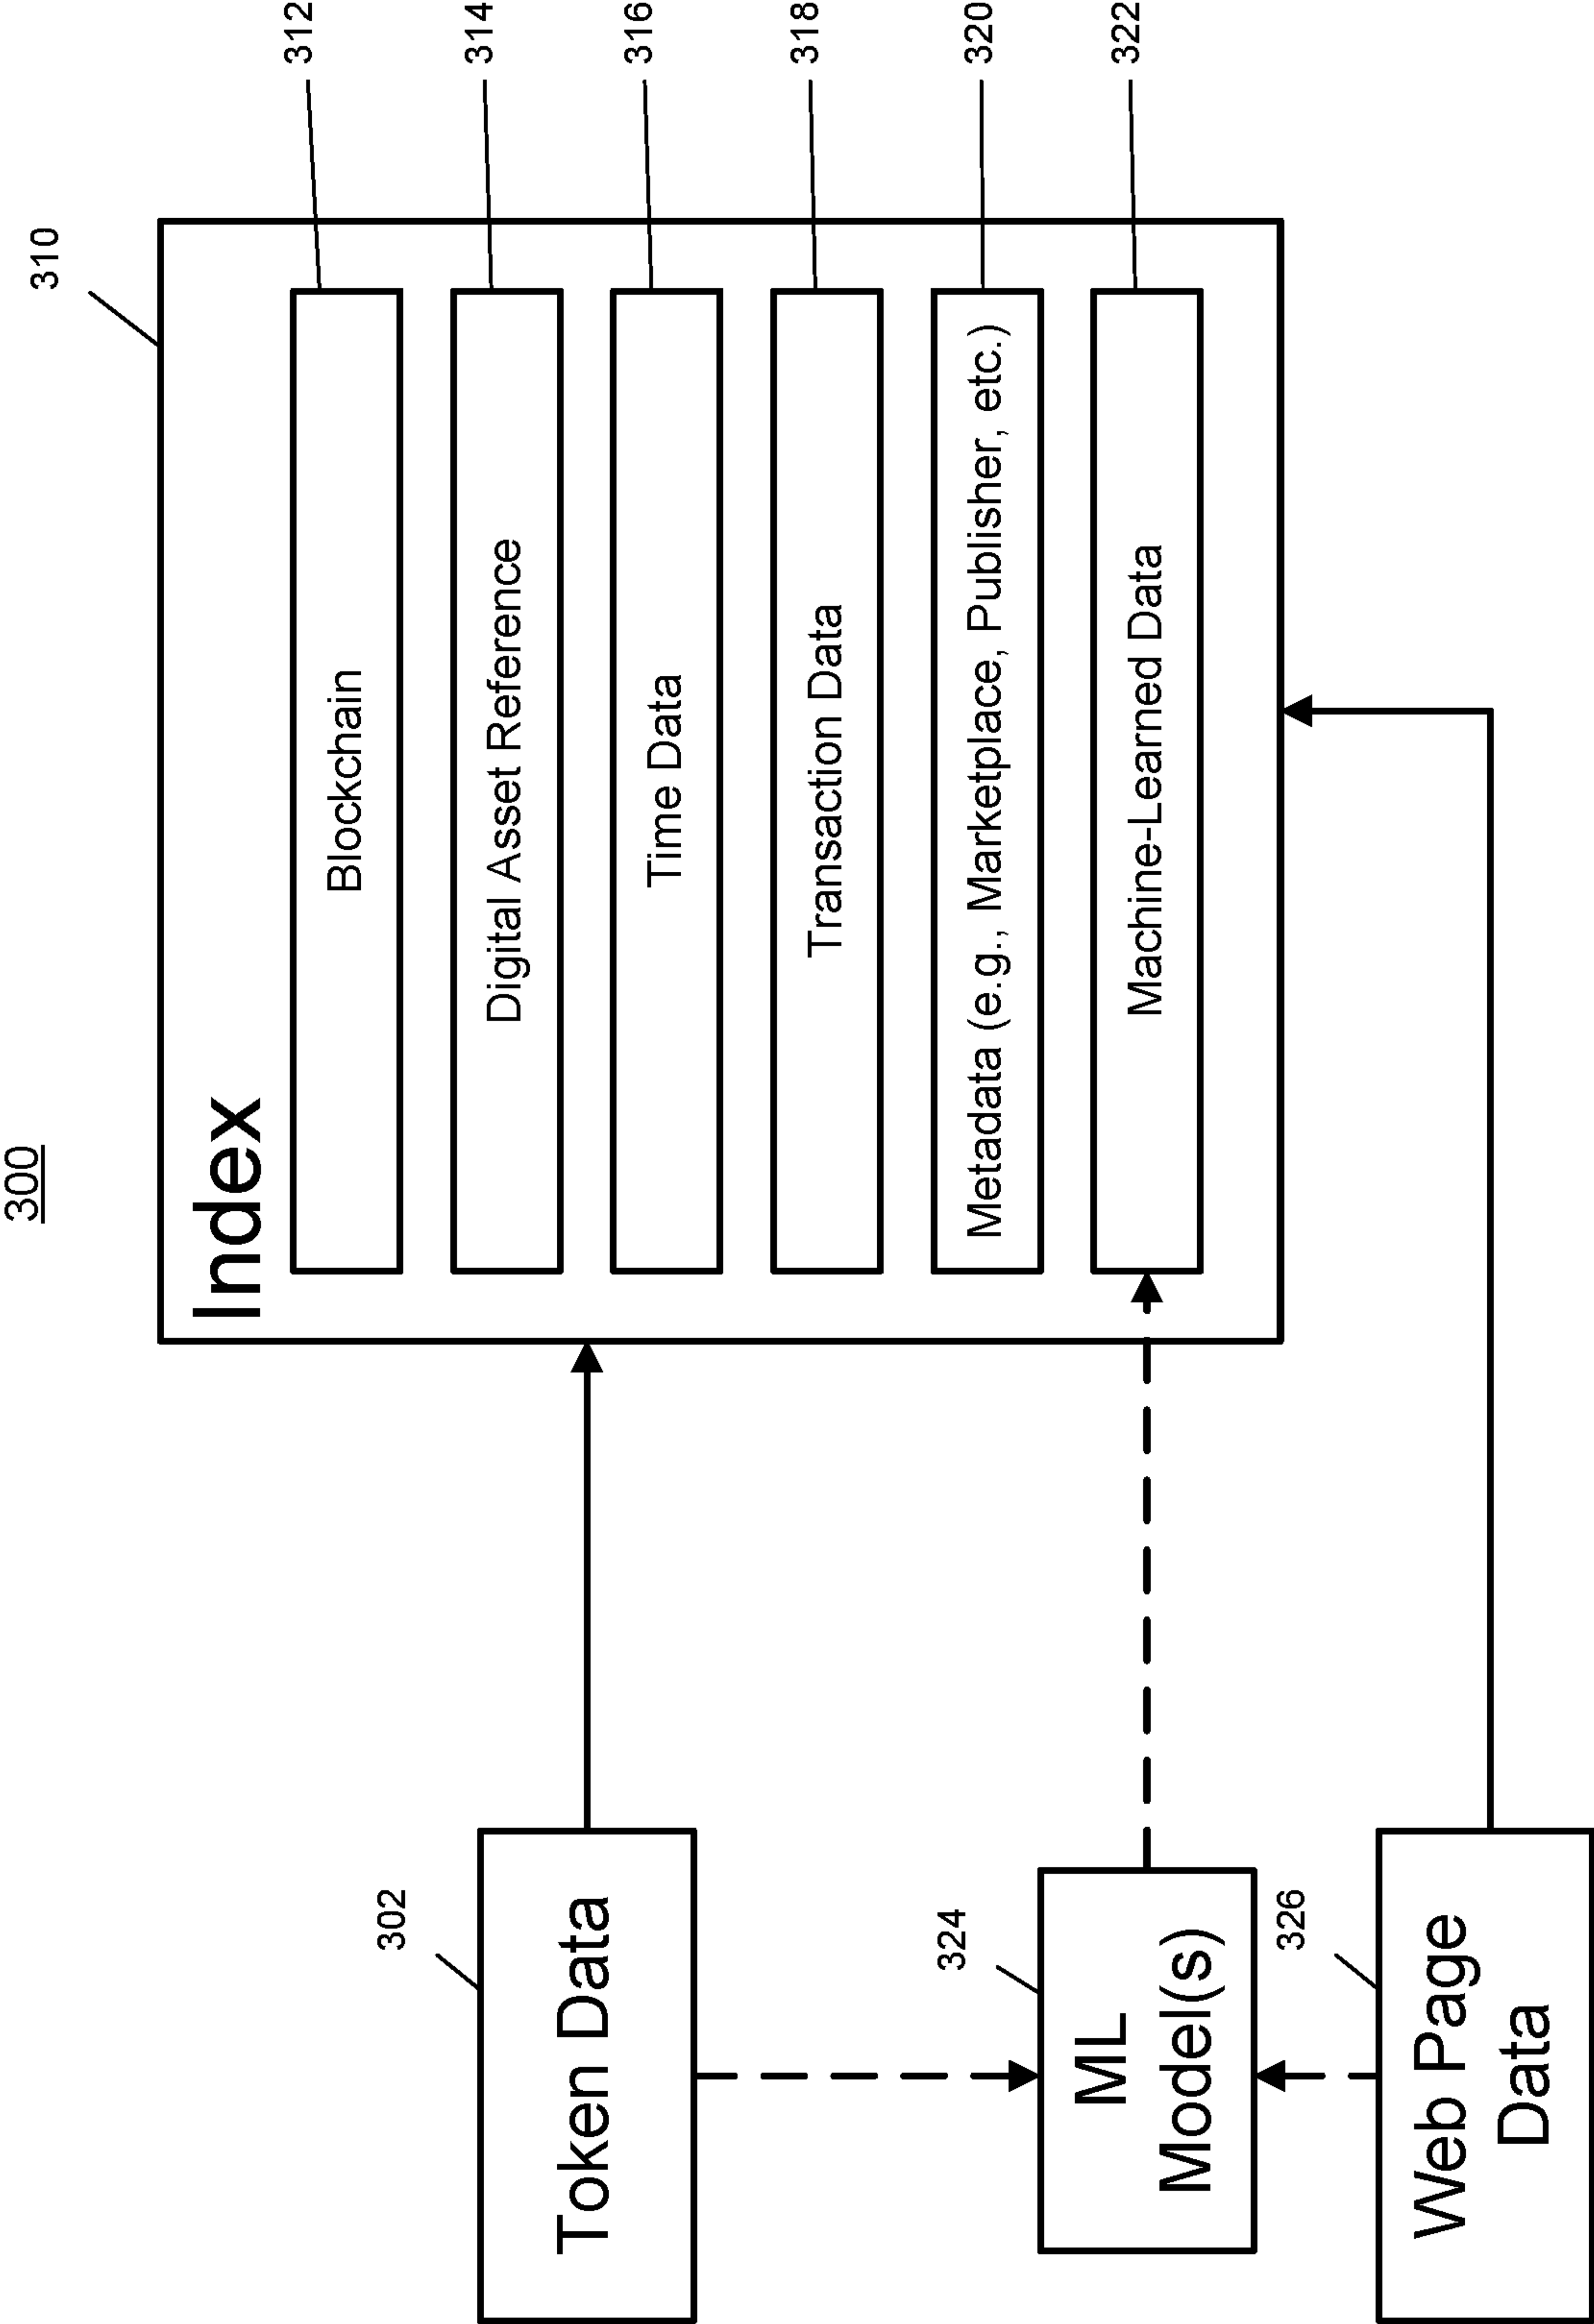 300
310
Index
Blockchain
312
Digital Asset Reference
314
Time Data
316
Transaction Data
318
Metadata (e.g., Marketplace, Publisher, etc.)
320
Machine-Learned Data
322
302
Token Data
324
ML
Model(s)
326
Web Page
Data